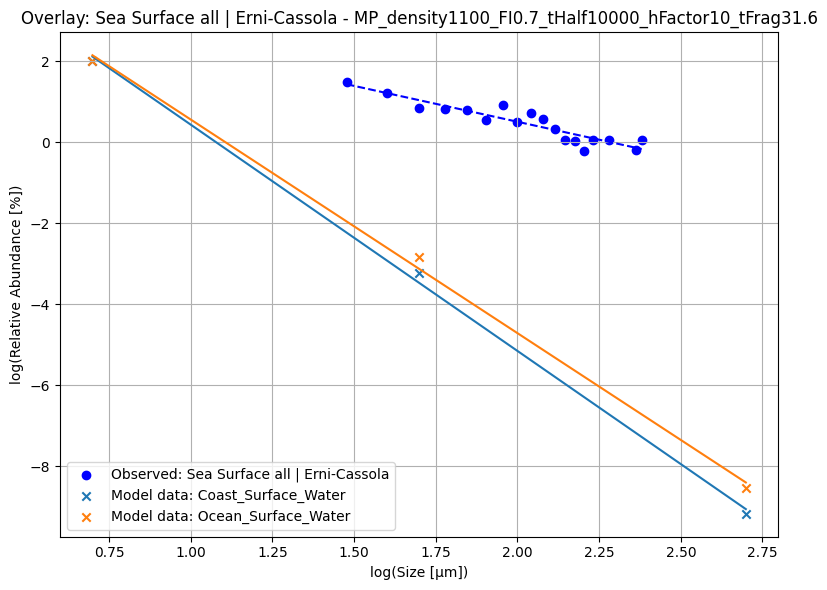 Overlay: Sea Surface all | Erni-Cassola - MP_density1100_FI0.7_tHalf10000_hFactor10_tFrag31.6
log(Relative Abundance [%])
2
0
−2
−4
−6
−8
Observed: Sea Surface all | Erni-Cassola
Model data: Coast_Surface_Water
Model data: Ocean_Surface_Water
0.75 1.00 1.25 1.50 1.75 2.00 2.25 2.50 2.75
log(Size [μm])